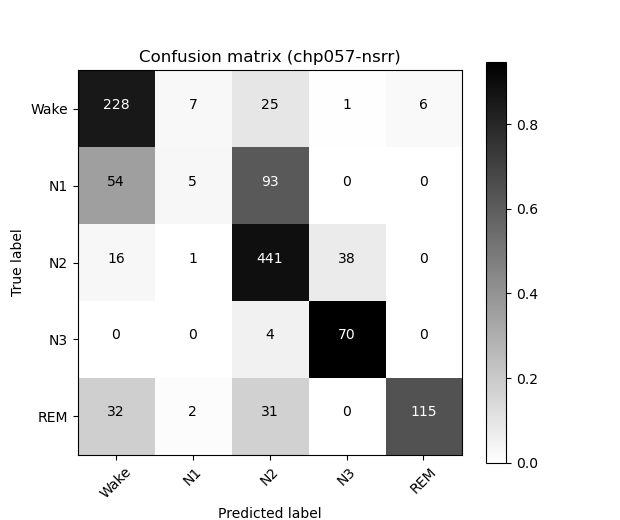 Confusion matrix (chp057-nsrr)
Wake 228 7 25 1 6
N1 54 5 93 0 0
N2 16 1 441 38 0
N3 0 0 4 70 0
REM 32 2 31 0 115
Wake N1 N2 N3 REM
True label
Predicted label
0.8
0.6
0.4
0.2
0.0